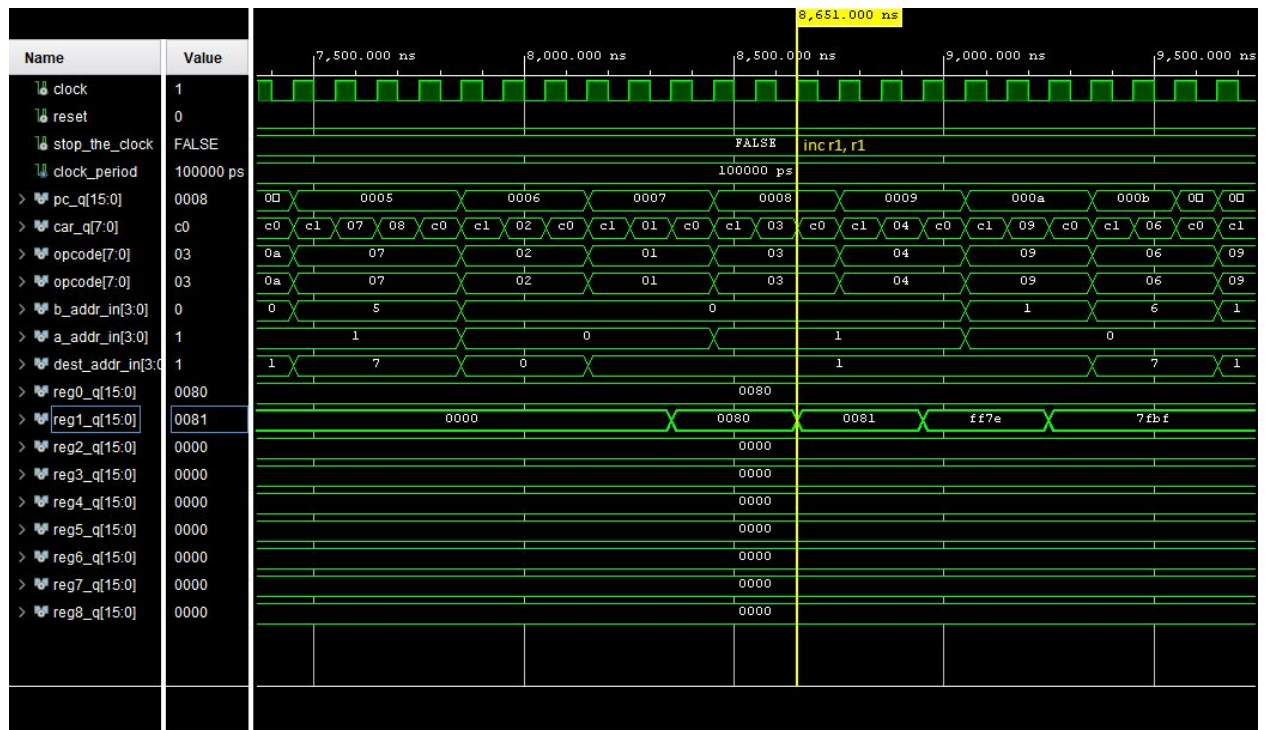 8,651.000 ns
Name Value 7,500.000 ns 8,000.000 ns 8,500.000 ns 9,000.000 ns 9,500.000 ns
clock 1
reset 0
stop_the_clock FALSE FALSE inc r1, r1
clock_period 100000 ps 100000 ps
> pc_q[15:0] 0008 00 0005 0006 0007 0008 0009 000a 000b 00 00
> car_q[7:0] c0 c0 c1 07 08 c0 c1 02 c0 c1 01 c0 c1 03 c0 c1 04 c0 c1 09 c0 c1 06 c0 c1
> opcode[7:0] 03 0a 07 02 01 03 04 09 06 09
> opcode[7:0] 03 0a 07 02 01 03 04 09 06 09
> b_addr_in[3:0] 0 0 5 0 1 6 1
> a_addr_in[3:0] 1 1 0 1 0
> dest_addr_in[3:0 1 1 7 0 1 7 1
> reg0_q[15:0] 0080 0080
> reg1_q[15:0] 0081 0000 0080 0081 ff7e 7fbf
> reg2_q[15:0] 0000 0000
> reg3_q[15:0] 0000 0000
> reg4_q[15:0] 0000 0000
> reg5_q[15:0] 0000 0000
> reg6_q[15:0] 0000 0000
> reg7_q[15:0] 0000 0000
> reg8_q[15:0] 0000 0000